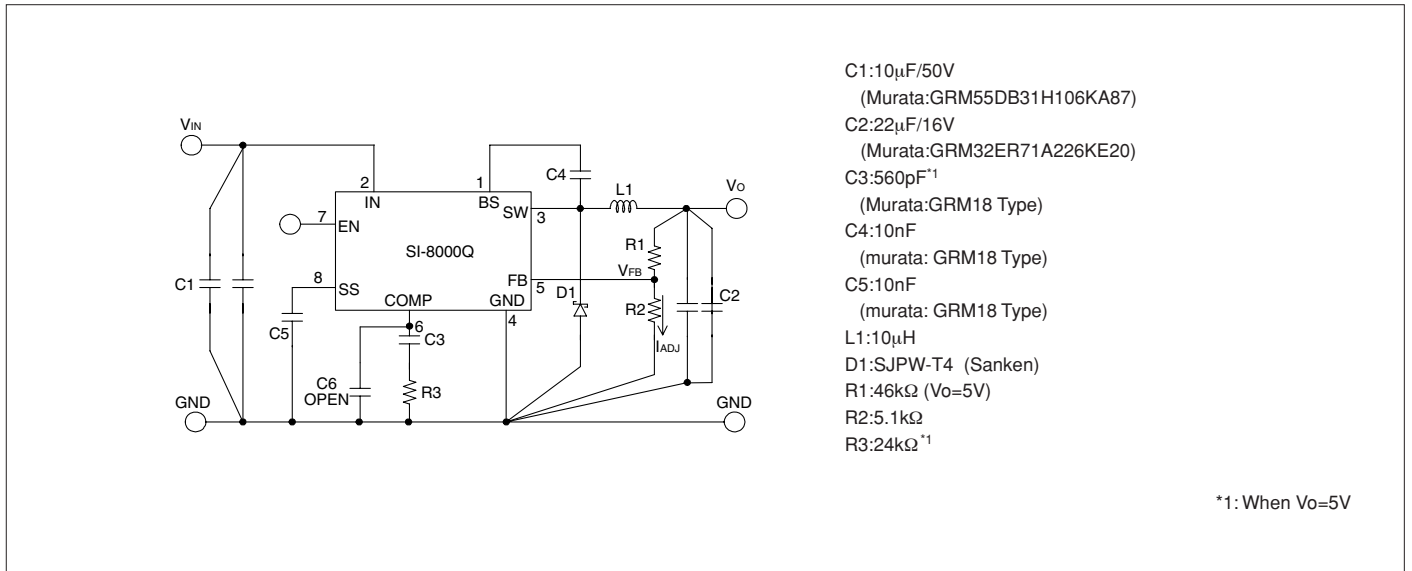 VIN
C4
L1
VO
2
1
IN
BS
SW
3
7
EN
SI-8000Q
R1
C1
8
SS
FB
5
VFB
D1
C2
COMP
GND
R2
4
6
C5
C3
IADJ
C6
OPEN
R3
GND
GND
C1:10μF/50V
(Murata:GRM55DB31H106KA87)
C2:22μF/16V
(Murata:GRM32ER71A226KE20)
C3:560pF*1
(Murata:GRM18 Type)
C4:10nF
(murata: GRM18 Type)
C5:10nF
(murata: GRM18 Type)
L1:10μH
D1:SJPW-T4 (Sanken)
R1:46kΩ (Vo=5V)
R2:5.1kΩ
R3:24kΩ*1
*1: When Vo=5V